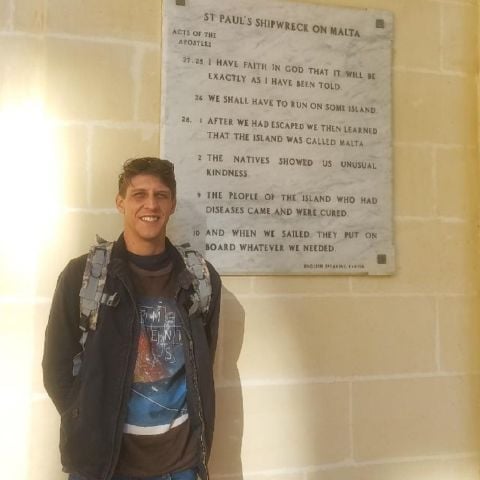 ST PAUL'S SHIPWRECK ON MALTA
ACTS OF THE
APOSTLES
27. 25 I HAVE FAITH IN GOD THAT IT WILL BE
EXACTLY AS I HAVE BEEN TOLD.
26 WE SHALL HAVE TO RUN ON SOME ISLAND.
28. 1 AFTER WE HAD ESCAPED WE THEN LEARNED
THAT THE ISLAND WAS CALLED MALTA
2 THE NATIVES SHOWED US UNUSUAL
KINDNESS.
9 THE PEOPLE OF THE ISLAND WHO HAD
DISEASES CAME AND WERE CURED.
10 AND WHEN WE SAILED THEY PUT ON
BOARD WHATEVER WE NEEDED.
ENGLISH SPEAKING